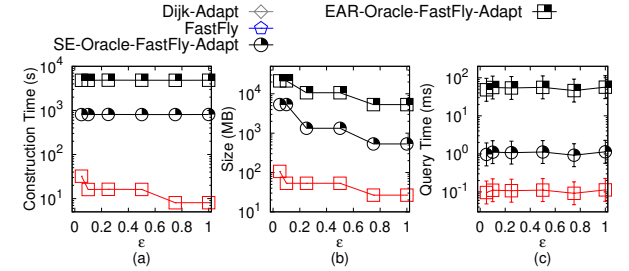 Dijk-Adapt
FastFly
SE-Oracle-FastFly-Adapt
EAR-Oracle-FastFly-Adapt
Construction Time (s)
10^4
10^3
10^2
10^1
0 0.2 0.4 0.6 0.8 1
ε
(a)
Size (MB)
10^4
10^3
10^2
10^1
0 0.2 0.4 0.6 0.8 1
ε
(b)
Query Time (ms)
10^2
10^1
10^0
10^-1
0 0.2 0.4 0.6 0.8 1
ε
(c)